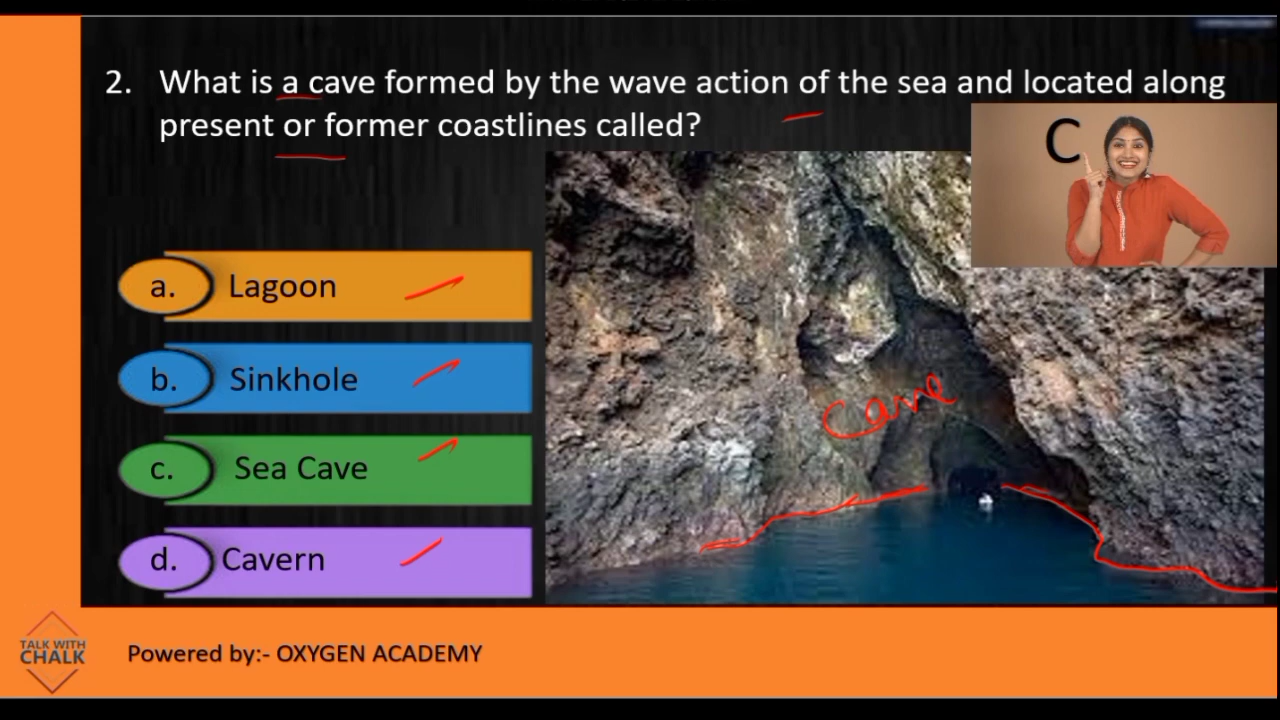 2. What is a cave formed by the wave action of the sea and located along
present or former coastlines called?
C
a. Lagoon
b. Sinkhole
c. Sea Cave
cave
d. Cavern
TALK WITH
CHALK
Powered by:- OXYGEN ACADEMY